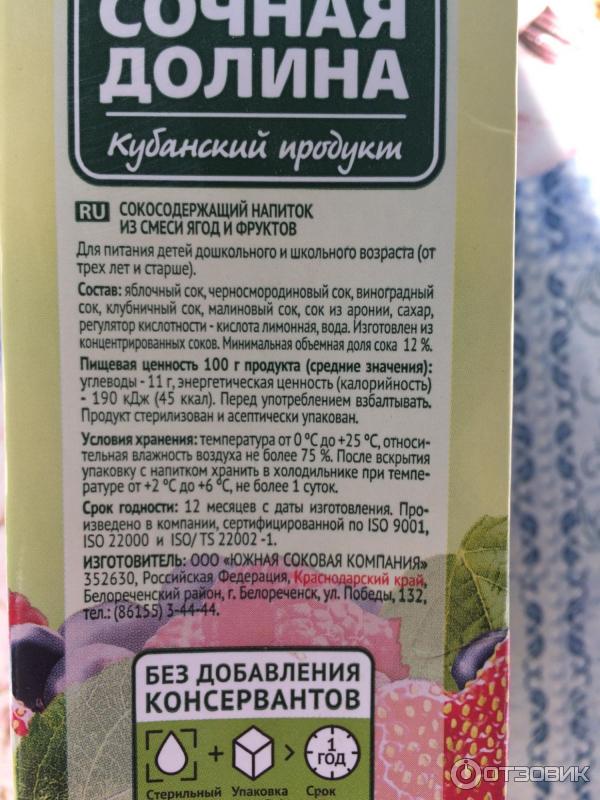 СОЧНАЯ
ДОЛИНА
Кубанский продукт
RU СОКОСОДЕРЖАЩИЙ НАПИТОК
ИЗ СМЕСИ ЯГОД И ФРУКТОВ
Для питания детей дошкольного и школьного возраста (от
трех лет и старше).
Состав: яблочный сок, черносмородиновый сок, виноградный
сок, клубничный сок, малиновый сок, сок из аронии, сахар,
регулятор кислотности - кислота лимонная, вода. Изготовлен из
концентрированных соков. Минимальная объемная доля сока 12 %.
Пищевая ценность 100 г продукта (средние значения):
углеводы - 11 г, энергетическая ценность (калорийность)
- 190 кДж (45 ккал). Перед употреблением взбалтывать.
Продукт стерилизован и асептически упакован.
Условия хранения: температура от 0 °С до +25 °С, относи-
тельная влажность воздуха не более 75 %. После вскрытия
упаковку с напитком хранить в холодильнике при темпе-
ратуре от +2 °С до +6 °С, не более 1 суток.
Срок годности: 12 месяцев с даты изготовления. Про-
изведено в компании, сертифицированной по ISO 9001,
ISO 22000 и ISO/ TS 22002 -1.
ИЗГОТОВИТЕЛЬ: ООО «ЮЖНАЯ СОКОВАЯ КОМПАНИЯ»
352630, Российская Федерация, Краснодарский край,
Белореченский район, г. Белореченск, ул. Победы, 132,
тел.: (86155) 3-44-44.
БЕЗ ДОБАВЛЕНИЯ
КОНСЕРВАНТОВ
+ > 1 ГОД
Стерильный Упаковка Срок
ОТЗОВИК